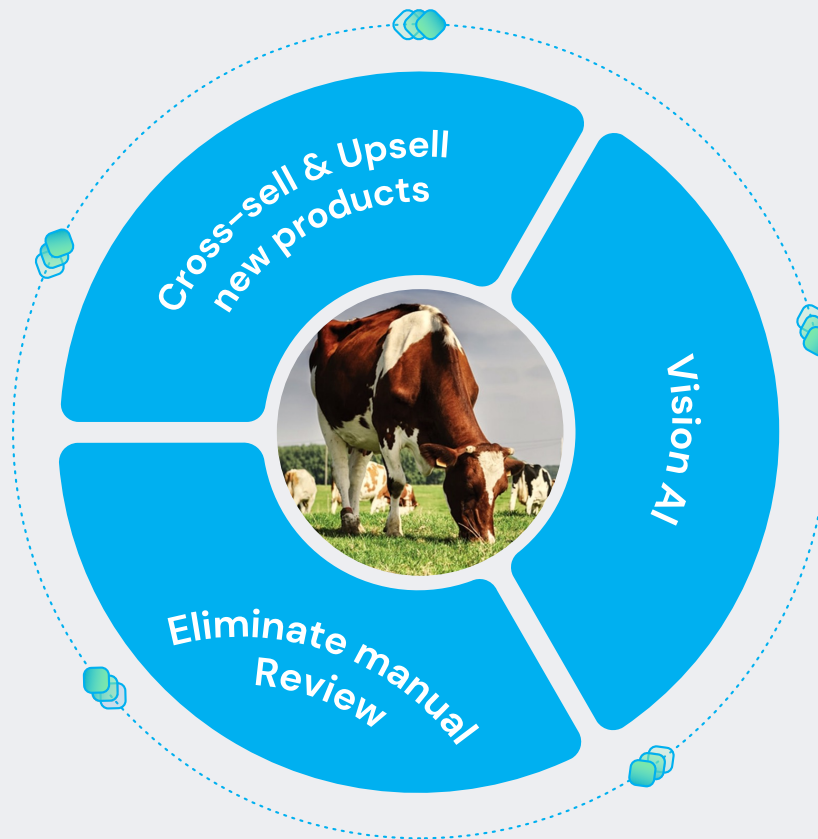 Cross-sell & Upsell
new products
Vision AI
Eliminate manual
Review